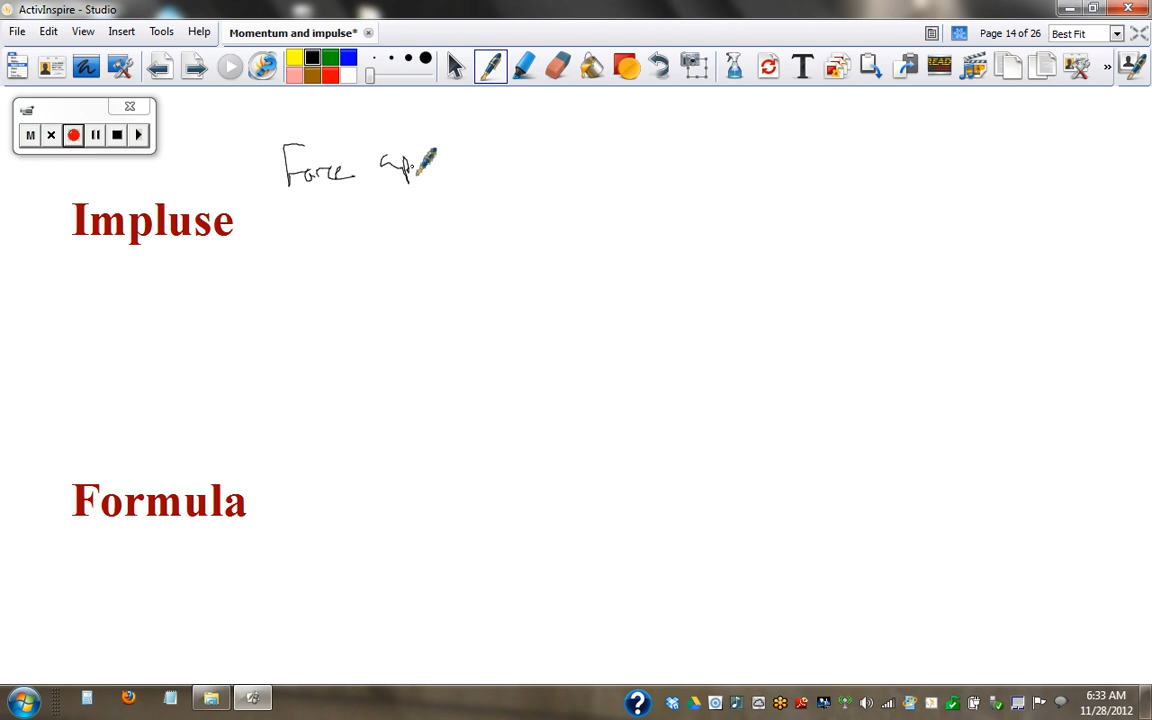 ActivInspire - Studio
File Edit View Insert Tools Help Momentum and impulse* Page 14 of 26 Best Fit
M
Force ap
Impluse
Formula
6:33 AM
11/28/2012